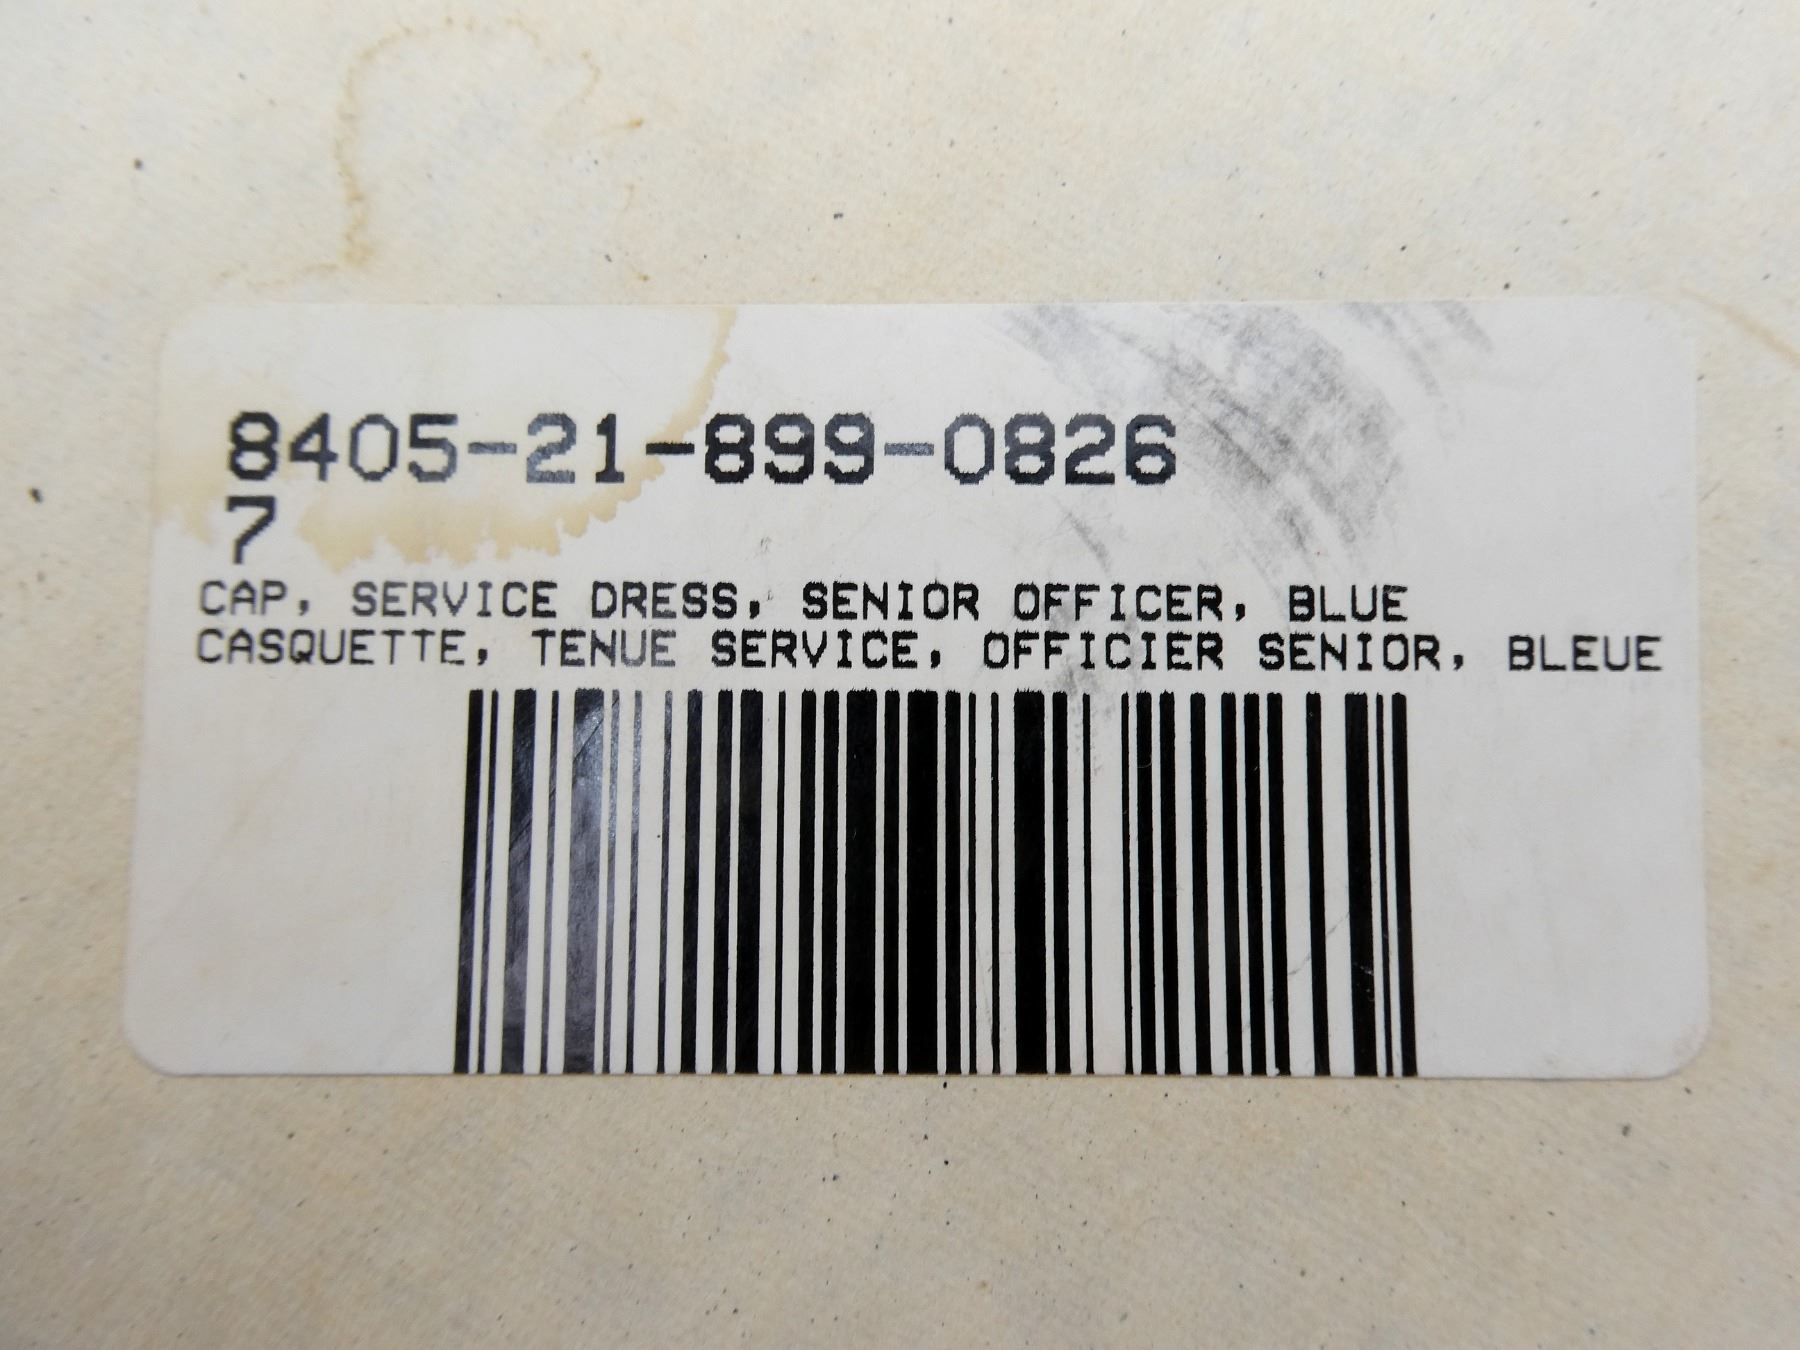 8405-21-899-0826
7
CAP, SERVICE DRESS, SENIOR OFFICER, BLUE
CASQUETTE, TENUE SERVICE, OFFICIER SENIOR, BLEUE